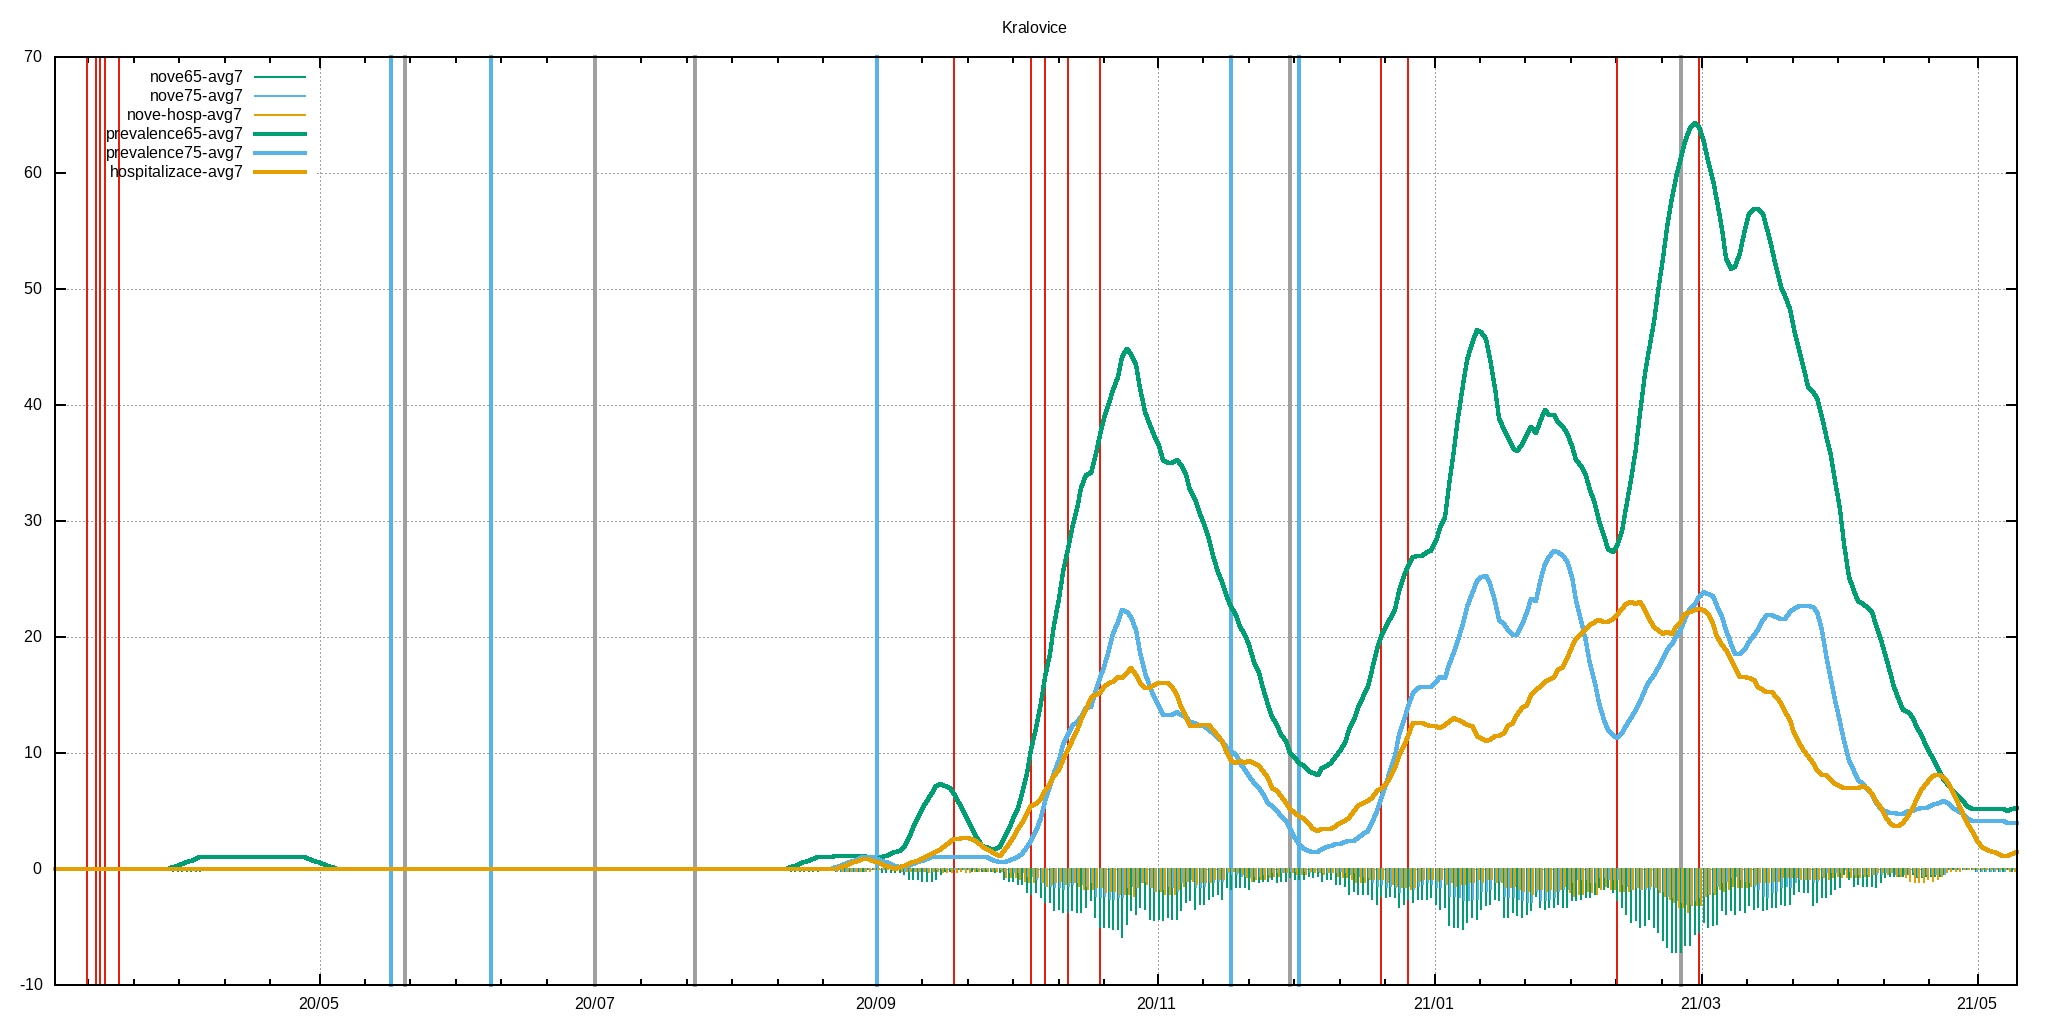 Kralovice
70
60
50
40
30
20
10
0
-10
nove65-avg7
nove75-avg7
nove-hosp-avg7
prevalence65-avg7
prevalence75-avg7
hospitalizace-avg7
20/05 20/07 20/09 20/11 21/01 21/03 21/05